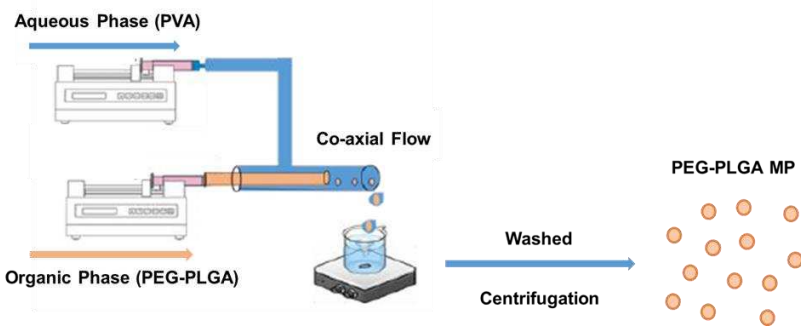 Aqueous Phase (PVA)
Co-axial Flow
PEG-PLGA MP
Washed
Organic Phase (PEG-PLGA)
Centrifugation